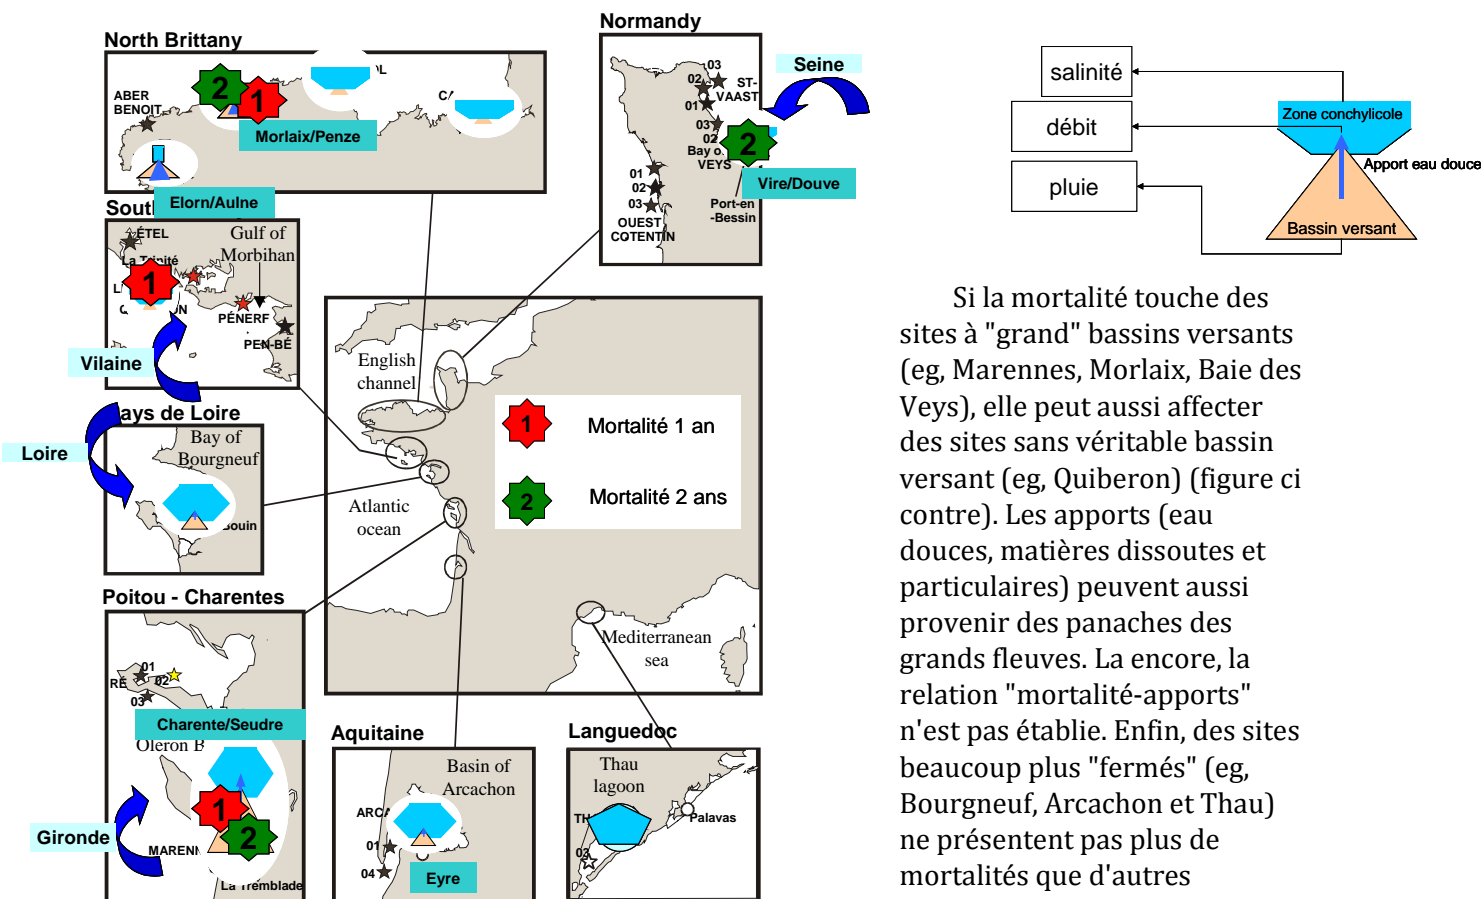 North Brittany
ABER
BENOIT
2
1
Morlaix/Penze
Elorn/Aulne
Normandy
03
02
ST-
VAAST
01
03
02
VEYS
2
01
02
03
OUEST
COTENTIN
Port-en
-Bessin
Vire/Douve
Seine
ÉTEL
La Trinité
Gulf of
Morbihan
1
PÉNERF
PEN-BÉ
Vilaine
Loire
Bay of
Bourgneuf
Poitou - Charentes
01
RÉ
02
03
Charente/Seudre
1
2
Gironde
La Tremblade
English
channel
Atlantic
ocean
Mediterranean
sea
1 Mortalité 1 an
2 Mortalité 2 ans
Aquitaine
Basin of
Arcachon
01
04
Eyre
Languedoc
Thau
lagoon
Palavas
03
salinité
débit
pluie
Zone conchylicole
Apport eau douce
Bassin versant
Si la mortalité touche des
sites à "grand" bassins versants
(eg, Marennes, Morlaix, Baie des
Veys), elle peut aussi affecter
des sites sans véritable bassin
versant (eg, Quiberon) (figure ci
contre). Les apports (eau
douces, matières dissoutes et
particulaires) peuvent aussi
provenir des panaches des
grands fleuves. La encore, la
relation "mortalité-apports"
n'est pas établie. Enfin, des sites
beaucoup plus "fermés" (eg,
Bourgneuf, Arcachon et Thau)
ne présentent pas plus de
mortalités que d'autres